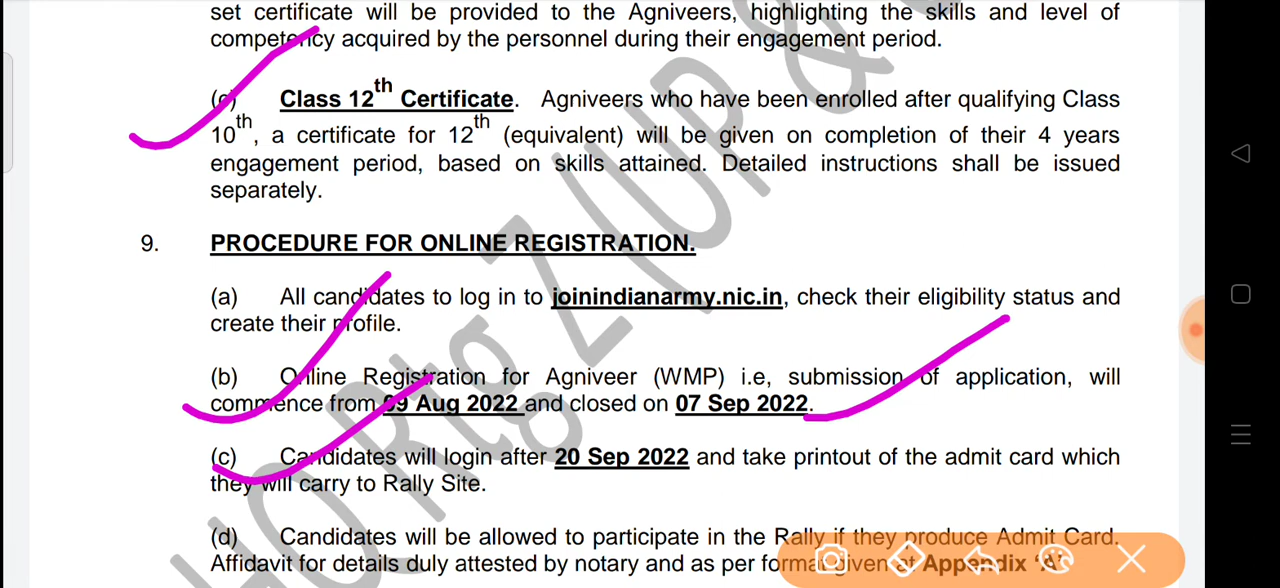 set certificate will be provided to the Agniveers, highlighting the skills and level of
competency acquired by the personnel during their engagement period.
(c) Class 12th Certificate. Agniveers who have been enrolled after qualifying Class
10th, a certificate for 12th (equivalent) will be given on completion of their 4 years
engagement period, based on skills attained. Detailed instructions shall be issued
separately.
9. PROCEDURE FOR ONLINE REGISTRATION.
(a) All candidates to log in to joinindianarmy.nic.in, check their eligibility status and
create their profile.
(b) Online Registration for Agniveer (WMP) i.e, submission of application, will
commence from 09 Aug 2022 and closed on 07 Sep 2022.
(c) Candidates will login after 20 Sep 2022 and take printout of the admit card which
they will carry to Rally Site.
(d) Candidates will be allowed to participate in the Rally if they produce Admit Card.
Affidavit for details duly attested by notary and as per format given at Appendix 'A'
HQ Rtg Z (UP &